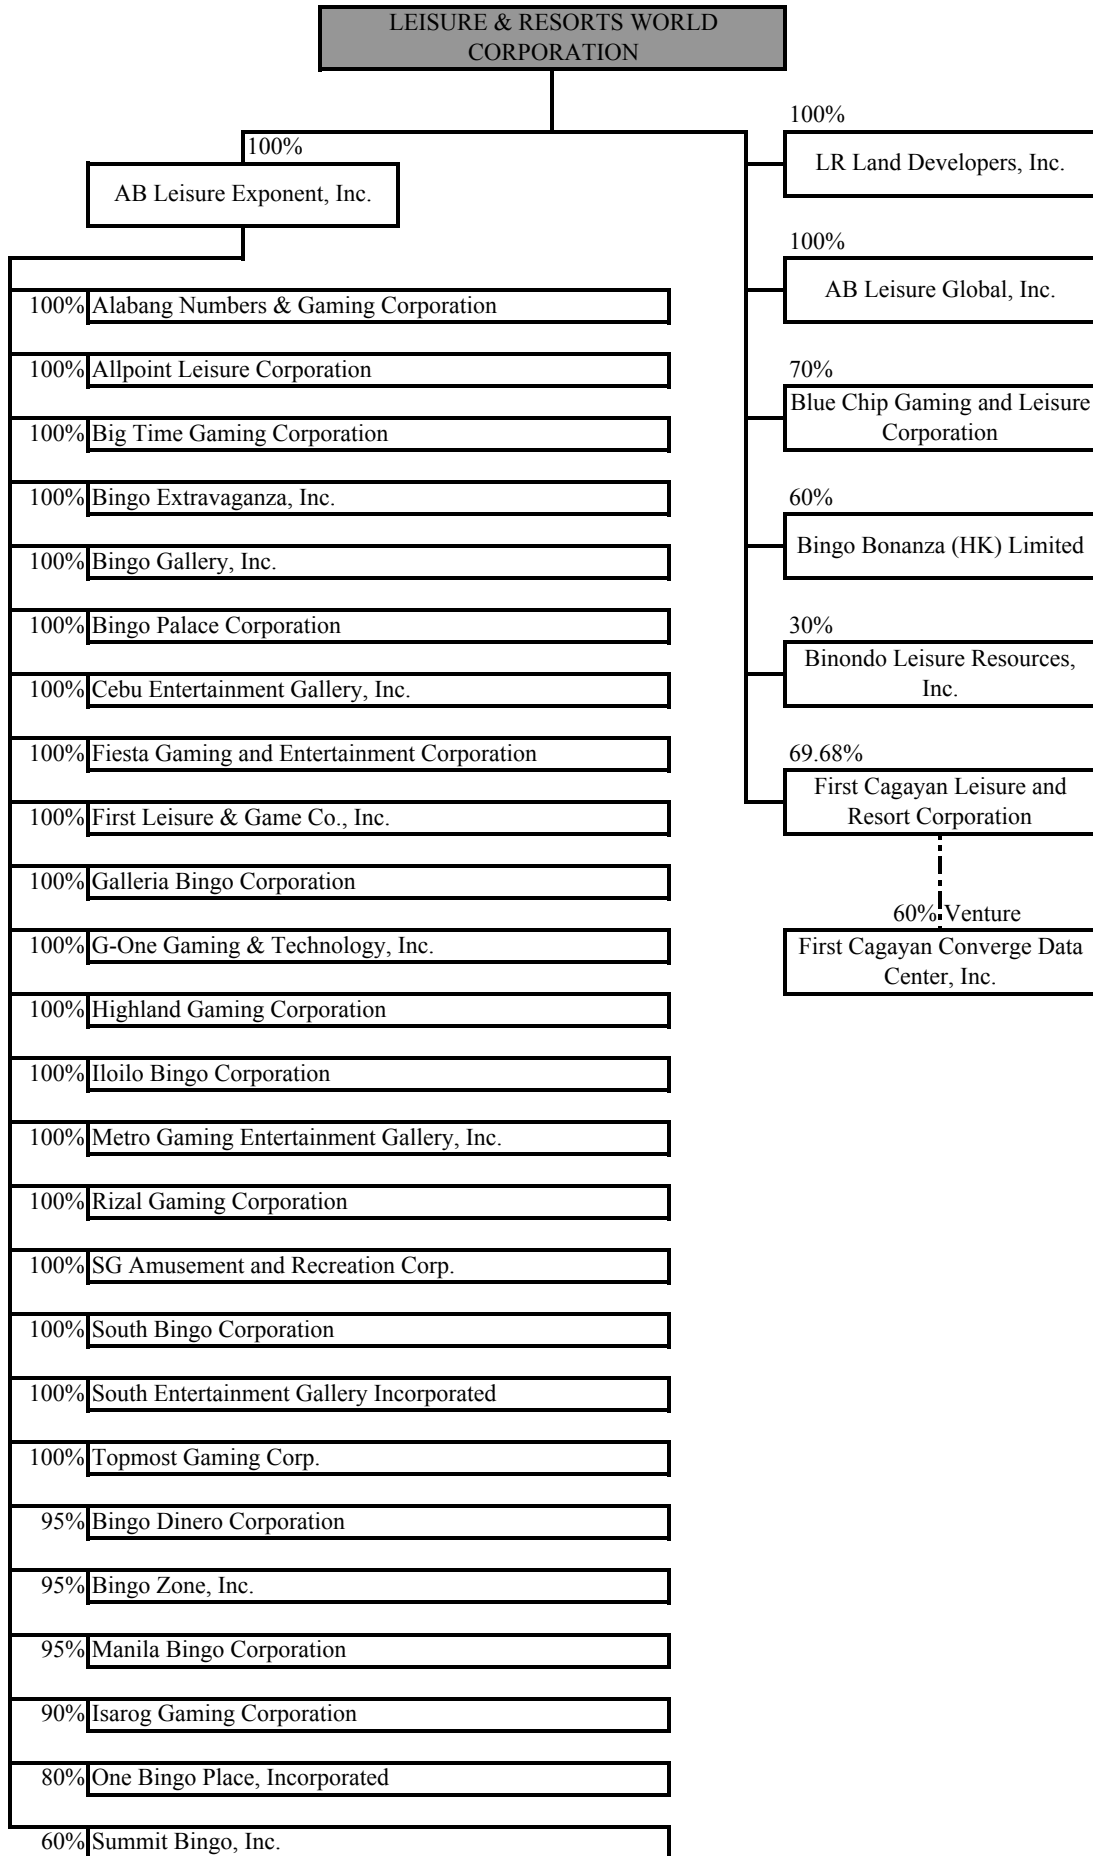 LEISURE & RESORTS WORLD
CORPORATION
100%
AB Leisure Exponent, Inc.
100% Alabang Numbers & Gaming Corporation
100% Allpoint Leisure Corporation
100% Big Time Gaming Corporation
100% Bingo Extravaganza, Inc.
100% Bingo Gallery, Inc.
100% Bingo Palace Corporation
100% Cebu Entertainment Gallery, Inc.
100% Fiesta Gaming and Entertainment Corporation
100% First Leisure & Game Co., Inc.
100% Galleria Bingo Corporation
100% G-One Gaming & Technology, Inc.
100% Highland Gaming Corporation
100% Iloilo Bingo Corporation
100% Metro Gaming Entertainment Gallery, Inc.
100% Rizal Gaming Corporation
100% SG Amusement and Recreation Corp.
100% South Bingo Corporation
100% South Entertainment Gallery Incorporated
100% Topmost Gaming Corp.
95% Bingo Dinero Corporation
95% Bingo Zone, Inc.
95% Manila Bingo Corporation
90% Isarog Gaming Corporation
80% One Bingo Place, Incorporated
60% Summit Bingo, Inc.
100%
LR Land Developers, Inc.
100%
AB Leisure Global, Inc.
70%
Blue Chip Gaming and Leisure
Corporation
60%
Bingo Bonanza (HK) Limited
30%
Binondo Leisure Resources,
Inc.
69.68%
First Cagayan Leisure and
Resort Corporation
60% Venture
First Cagayan Converge Data
Center, Inc.